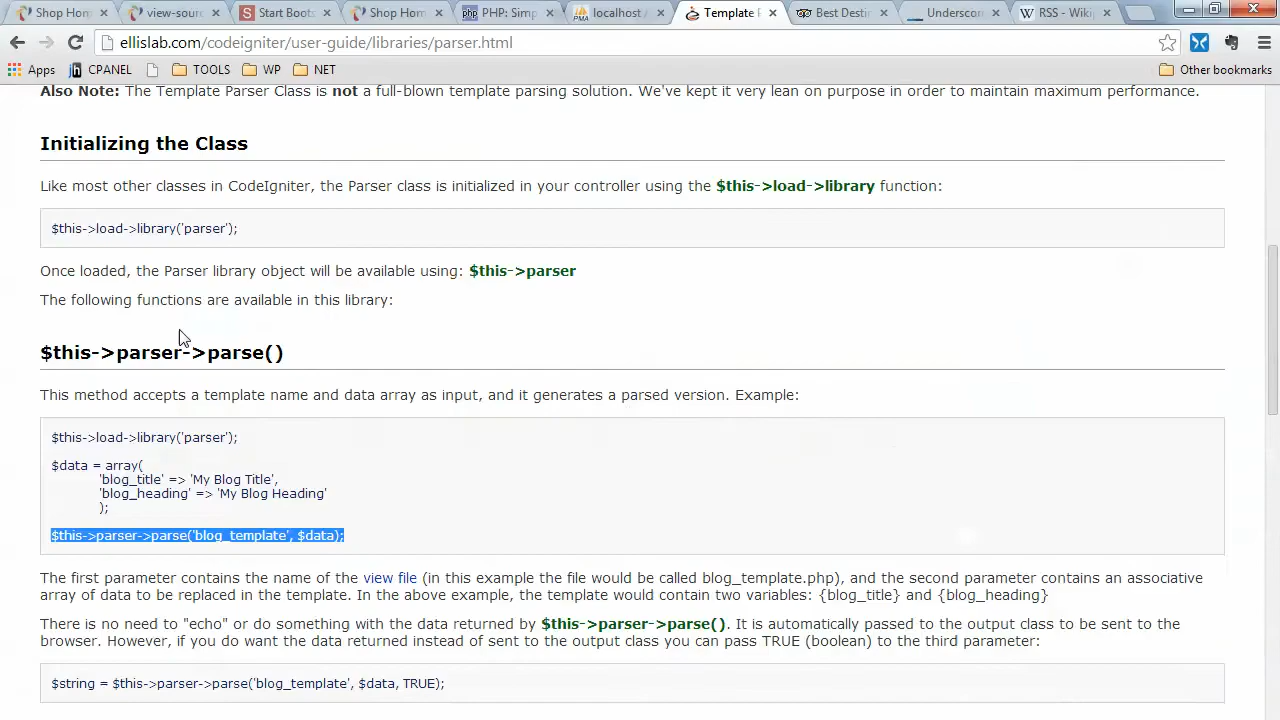 Shop Hom
view-sour
Start Boots
Shop Hom
PHP: Simp
localhost /
Template P
Best Destin
Underscor
RSS - Wiki
ellislab.com/codeigniter/user-guide/libraries/parser.html
Apps
CPANEL
TOOLS
WP
NET
Other bookmarks
Also Note: The Template Parser Class is not a full-blown template parsing solution. We've kept it very lean on purpose in order to maintain maximum performance.
Initializing the Class
Like most other classes in CodeIgniter, the Parser class is initialized in your controller using the $this->load->library function:
$this->load->library('parser');
Once loaded, the Parser library object will be available using: $this->parser
The following functions are available in this library:
$this->parser->parse()
This method accepts a template name and data array as input, and it generates a parsed version. Example:
$this->load->library('parser');
$data = array(
'blog_title' => 'My Blog Title',
'blog_heading' => 'My Blog Heading'
);
$this->parser->parse('blog_template', $data);
The first parameter contains the name of the view file (in this example the file would be called blog_template.php), and the second parameter contains an associative
array of data to be replaced in the template. In the above example, the template would contain two variables: {blog_title} and {blog_heading}
There is no need to "echo" or do something with the data returned by $this->parser->parse(). It is automatically passed to the output class to be sent to the
browser. However, if you do want the data returned instead of sent to the output class you can pass TRUE (boolean) to the third parameter:
$string = $this->parser->parse('blog_template', $data, TRUE);